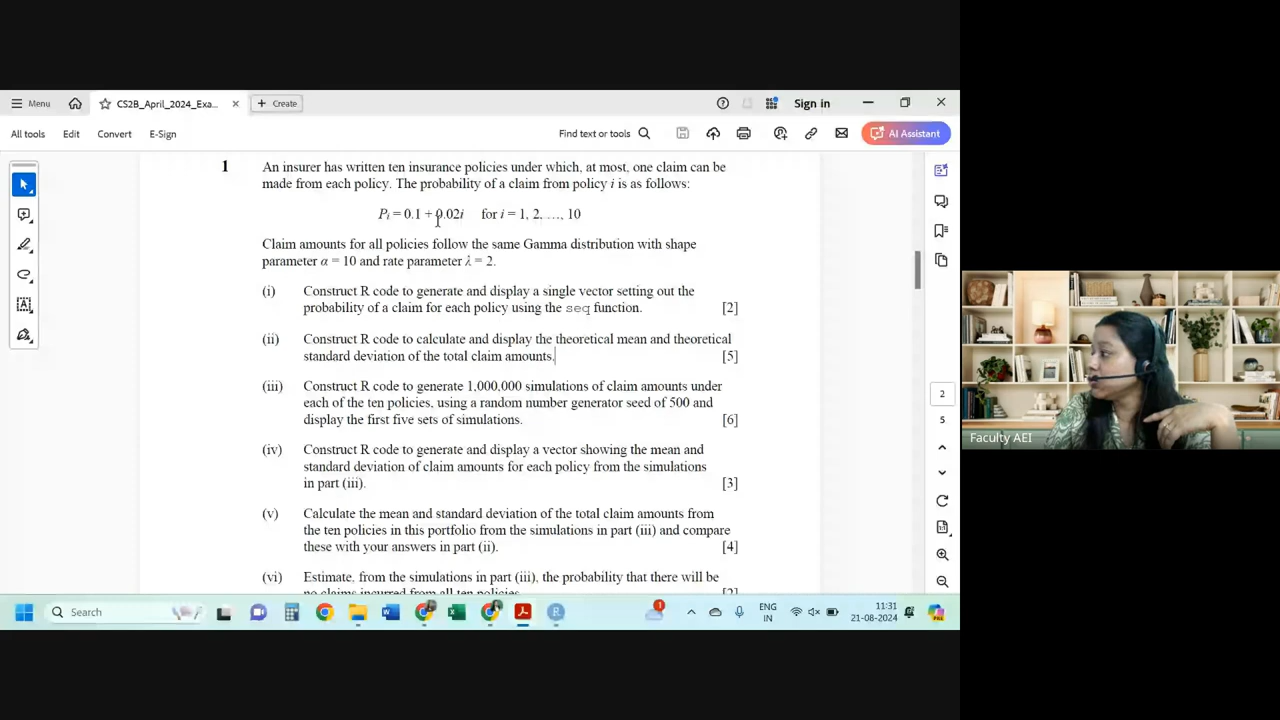 Menu
CS2B_April_2024_Exa...
Create
Sign in
All tools
Edit
Convert
E-Sign
Find text or tools
AI Assistant
1
An insurer has written ten insurance policies under which, at most, one claim can be
made from each policy. The probability of a claim from policy i is as follows:
Pi = 0.1 + 0.02i for i = 1, 2, …, 10
Claim amounts for all policies follow the same Gamma distribution with shape
parameter α = 10 and rate parameter λ = 2.
(i) Construct R code to generate and display a single vector setting out the
probability of a claim for each policy using the seq function. [2]
(ii) Construct R code to calculate and display the theoretical mean and theoretical
standard deviation of the total claim amounts. [5]
(iii) Construct R code to generate 1,000,000 simulations of claim amounts under
each of the ten policies, using a random number generator seed of 500 and
display the first five sets of simulations. [6]
(iv) Construct R code to generate and display a vector showing the mean and
standard deviation of claim amounts for each policy from the simulations
in part (iii). [3]
(v) Calculate the mean and standard deviation of the total claim amounts from
the ten policies in this portfolio from the simulations in part (iii) and compare
these with your answers in part (ii). [4]
(vi) Estimate, from the simulations in part (iii), the probability that there will be
no claims incurred from all ten policies. [2]
2
5
Faculty AEI
Search
1
ENG
IN
11:31
21-08-2024